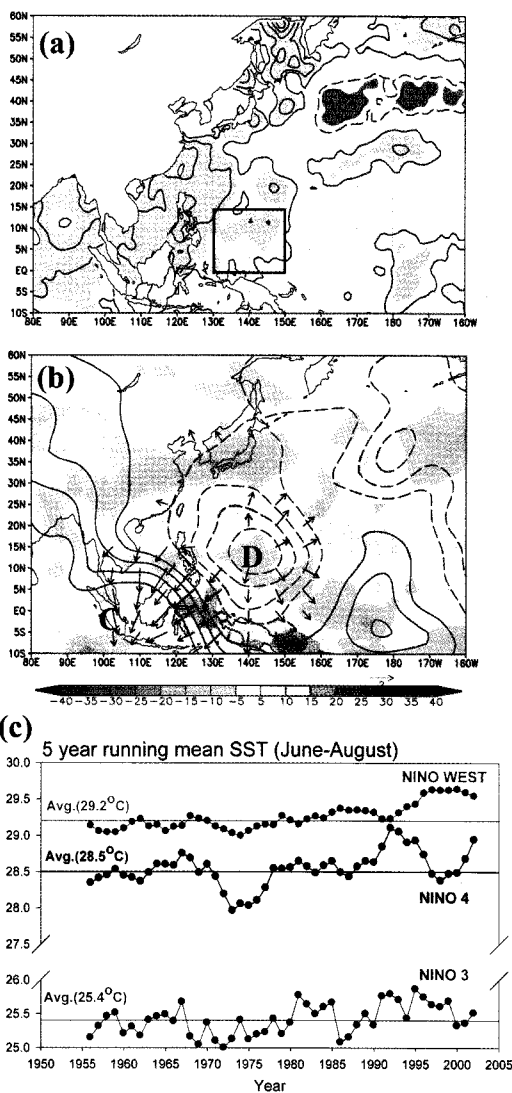 (a)
60N
55N
50N
45N
40N
35N
30N
25N
20N
15N
10N
5N
EQ
5S
10S
80E 90E 100E 110E 120E 130E 140E 150E 160E 170E 180 170W 160W
(b)
60N
55N
50N
45N
40N
35N
30N
25N
20N
15N
10N
5N
EQ
5S
10S
D
C
80E 90E 100E 110E 120E 130E 140E 150E 160E 170E 180 170W 160W
-40 -35 -30 -25 -20 -15 -10 -5 5 10 15 20 25 30 35 40
(c)
5 year running mean SST (June-August)
30.0
NINO WEST
29.5
Avg.(29.2°C)
29.0
Avg.(28.5°C)
28.5
NINO 4
28.0
27.5
26.0
NINO 3
Avg.(25.4°C)
25.5
25.0
1950 1955 1960 1965 1970 1975 1980 1985 1990 1995 2000 2005
Year